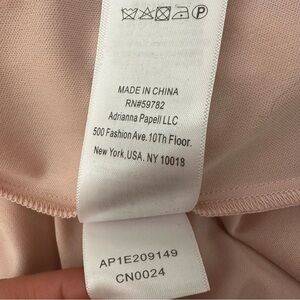 MADE IN CHINA
RN#59782
Adrianna Papell LLC
500 Fashion Ave. 10Th Floor.
New York, USA. NY 10018
AP1E209149
CN0024